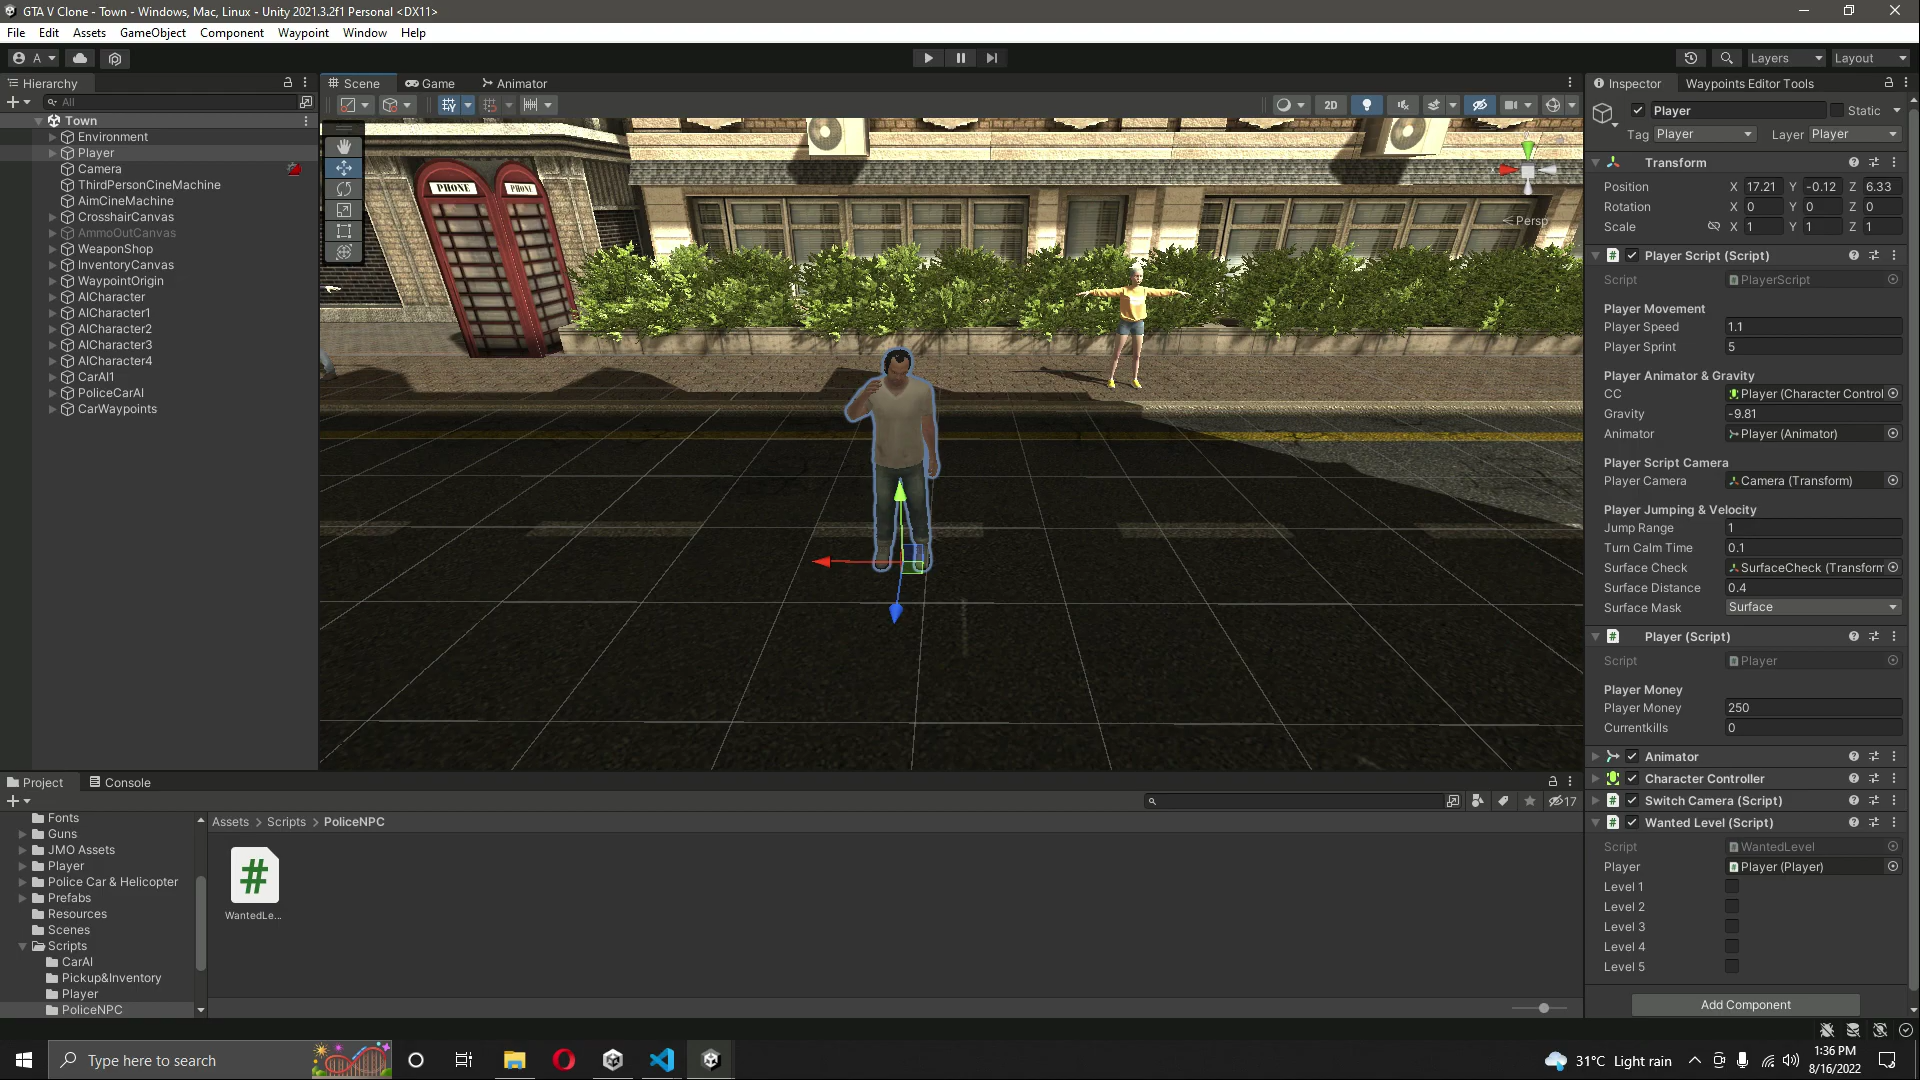 GTA V Clone - Town - Windows, Mac, Linux - Unity 2021.3.2f1 Personal <DX11>
File Edit Assets GameObject Component Waypoint Window Help
A
Layers
Layout
Hierarchy
All
Town
Environment
Player
Camera
ThirdPersonCineMachine
AimCineMachine
CrosshairCanvas
AmmoOutCanvas
WeaponShop
InventoryCanvas
WaypointOrigin
AICharacter
AICharacter1
AICharacter2
AICharacter3
AICharacter4
CarAI1
PoliceCarAI
CarWaypoints
Scene Game Animator
2D
PHONE PHONE
Persp
Inspector Waypoints Editor Tools
Player Static
Tag Player Layer Player
Transform
Position X 17.21 Y -0.12 Z 6.33
Rotation X 0 Y 0 Z 0
Scale X 1 Y 1 Z 1
Player Script (Script)
Script PlayerScript
Player Movement
Player Speed 1.1
Player Sprint 5
Player Animator & Gravity
CC Player (Character Control
Gravity -9.81
Animator Player (Animator)
Player Script Camera
Player Camera Camera (Transform)
Player Jumping & Velocity
Jump Range 1
Turn Calm Time 0.1
Surface Check SurfaceCheck (Transform
Surface Distance 0.4
Surface Mask Surface
Player (Script)
Script Player
Player Money
Player Money 250
Currentkills 0
Animator
Character Controller
Switch Camera (Script)
Wanted Level (Script)
Script WantedLevel
Player Player (Player)
Level 1
Level 2
Level 3
Level 4
Level 5
Add Component
Project Console
17
Fonts
Guns
JMO Assets
Player
Police Car & Helicopter
Prefabs
Resources
Scenes
Scripts
CarAI
Pickup&Inventory
Player
PoliceNPC
Assets > Scripts > PoliceNPC
#
WantedLe...
Type here to search
31°C Light rain
1:36 PM
8/16/2022